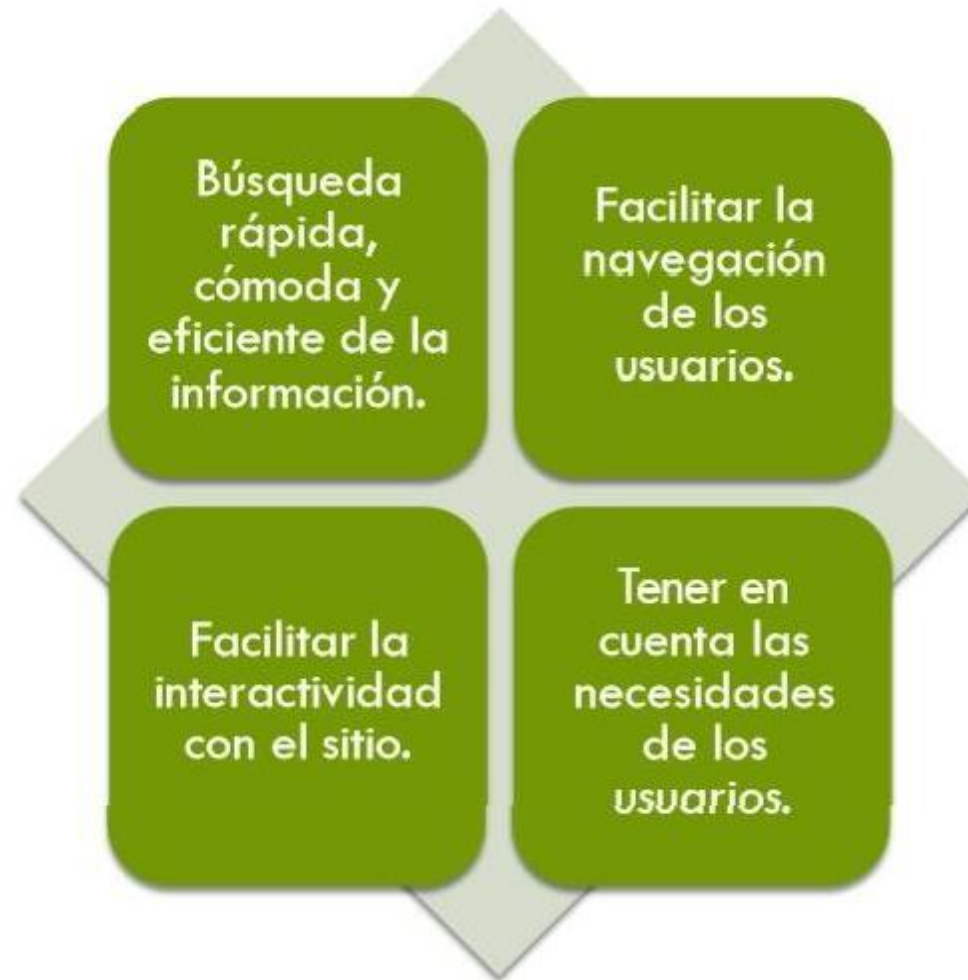 Búsqueda
rápida,
cómoda y
eficiente de la
información.
Facilitar la
navegación
de los
usuarios.
Facilitar la
interactividad
con el sitio.
Tener en
cuenta las
necesidades
de los
usuarios.